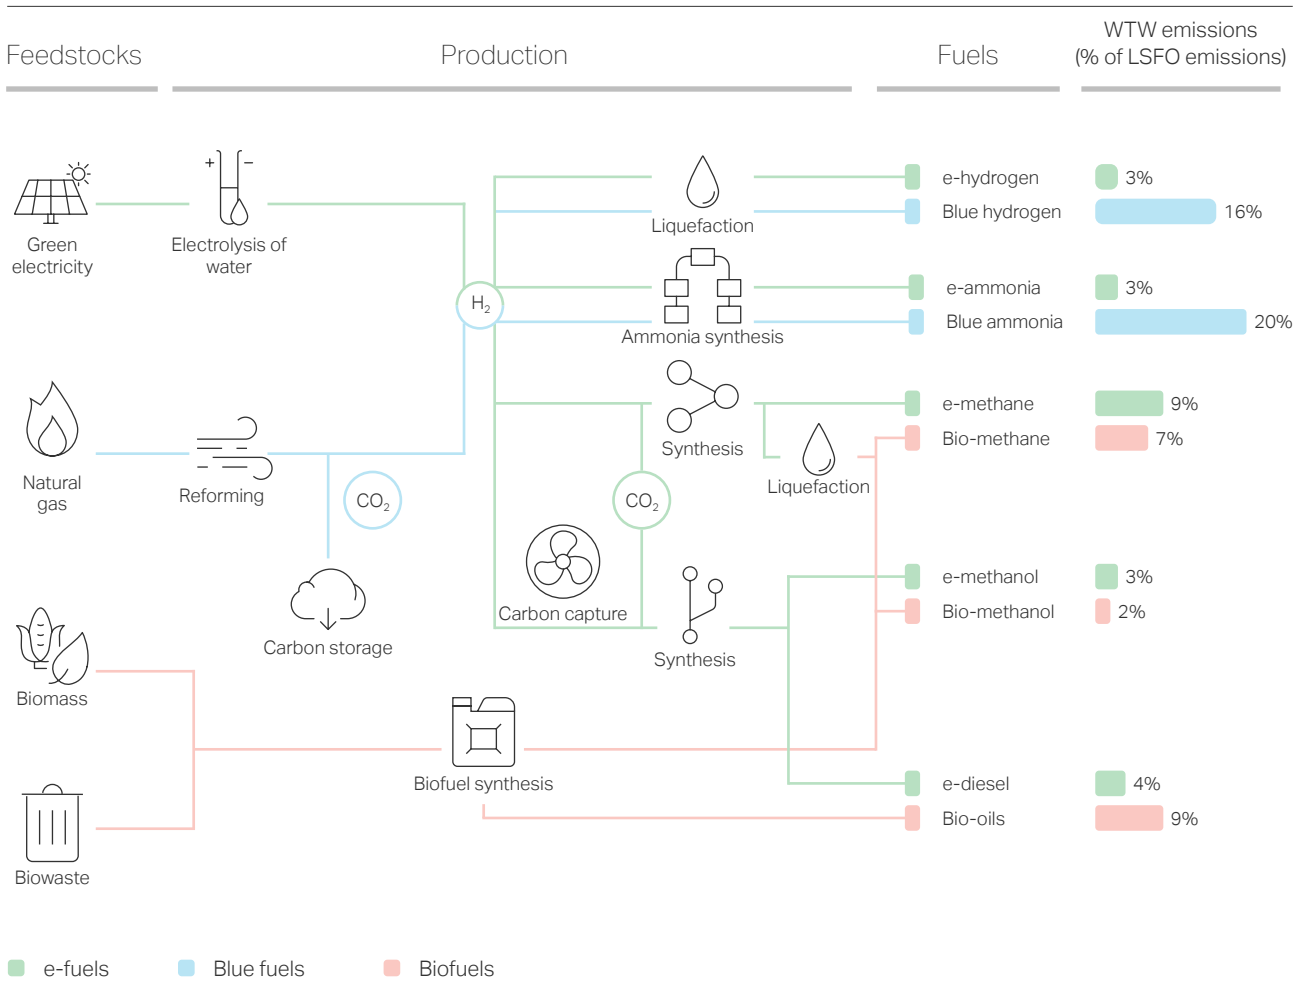 Feedstocks
Production
Fuels
WTW emissions
(% of LSFO emissions)
+
−
Green
electricity
Electrolysis of
water
Liquefaction
e-hydrogen
3%
Blue hydrogen
16%
H₂
Ammonia synthesis
e-ammonia
3%
Blue ammonia
20%
Natural
gas
Reforming
CO₂
Carbon storage
Synthesis
Liquefaction
e-methane
9%
Bio-methane
7%
CO₂
Carbon capture
Synthesis
e-methanol
3%
Bio-methanol
2%
Biomass
Biowaste
Biofuel synthesis
e-diesel
4%
Bio-oils
9%
e-fuels
Blue fuels
Biofuels